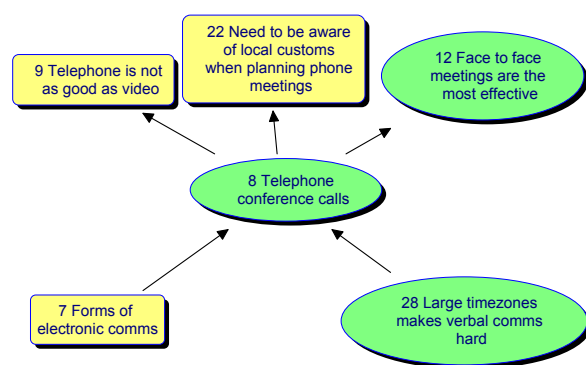 22 Need to be aware
of local customs
when planning phone
meetings
9 Telephone is not
as good as video
12 Face to face
meetings are the
most effective
8 Telephone
conference calls
7 Forms of
electronic comms
28 Large timezones
makes verbal comms
hard